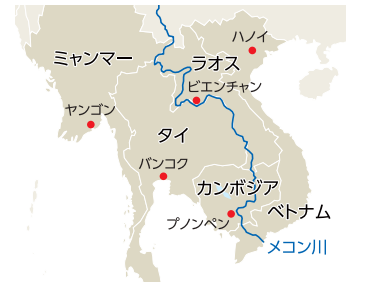 ハノイ
ミャンマー
ラオス
ビエンチャン
ヤンゴン
タイ
バンコク
カンボジア
ベトナム
プノンペン
メコン川